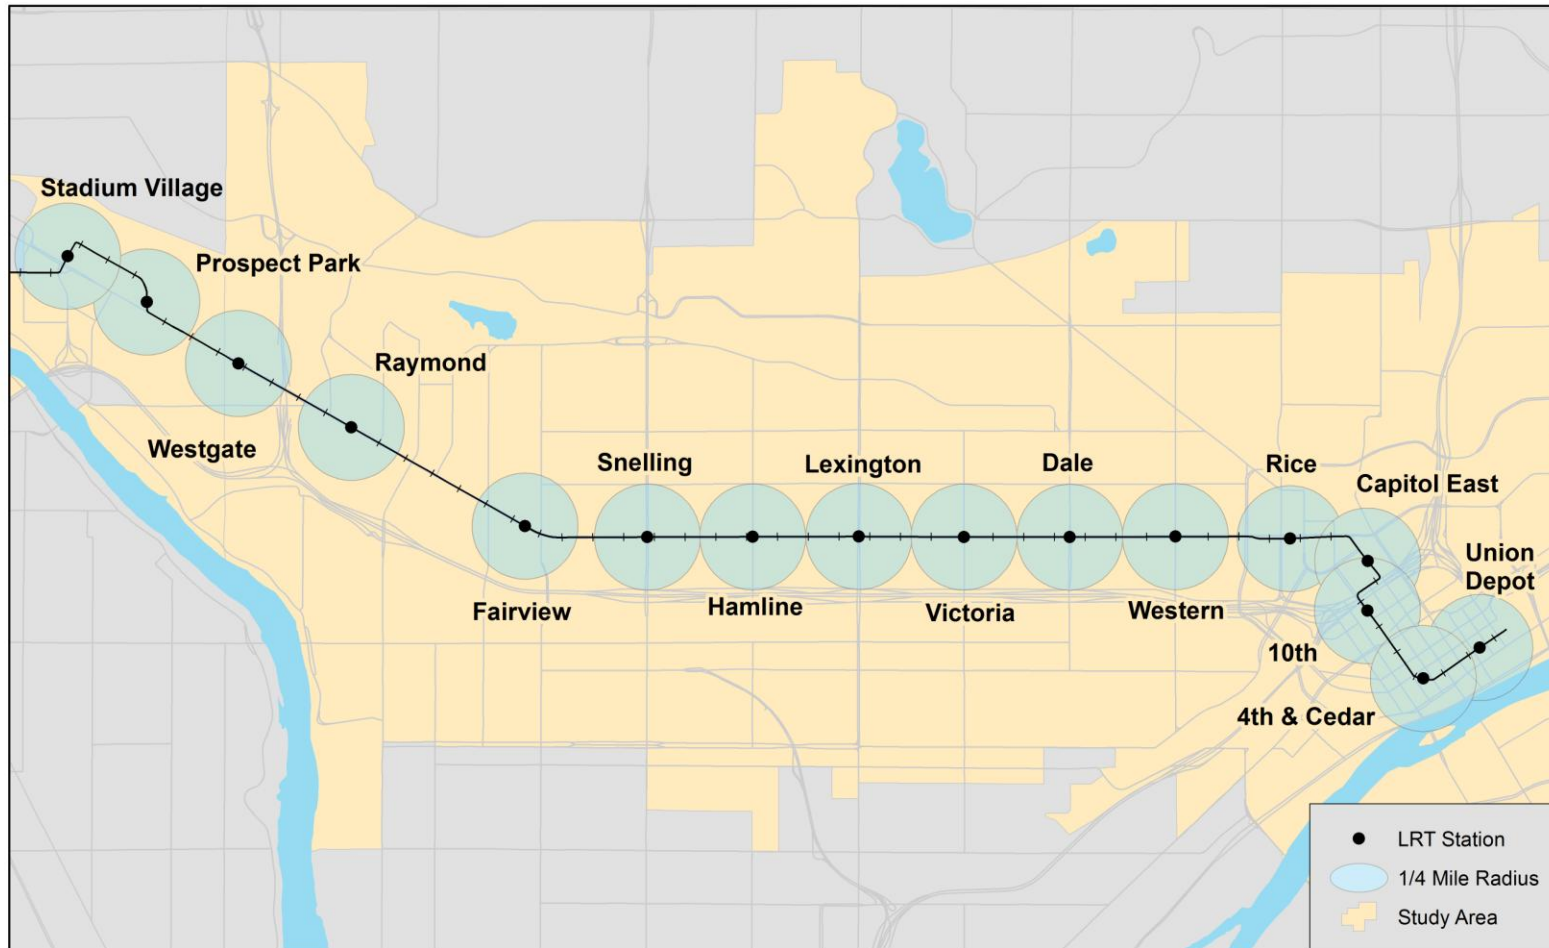 Stadium Village
Prospect Park
Raymond
Westgate
Snelling
Lexington
Dale
Rice
Capitol East
Union
Depot
Fairview
Hamline
Victoria
Western
10th
4th & Cedar
LRT Station
1/4 Mile Radius
Study Area